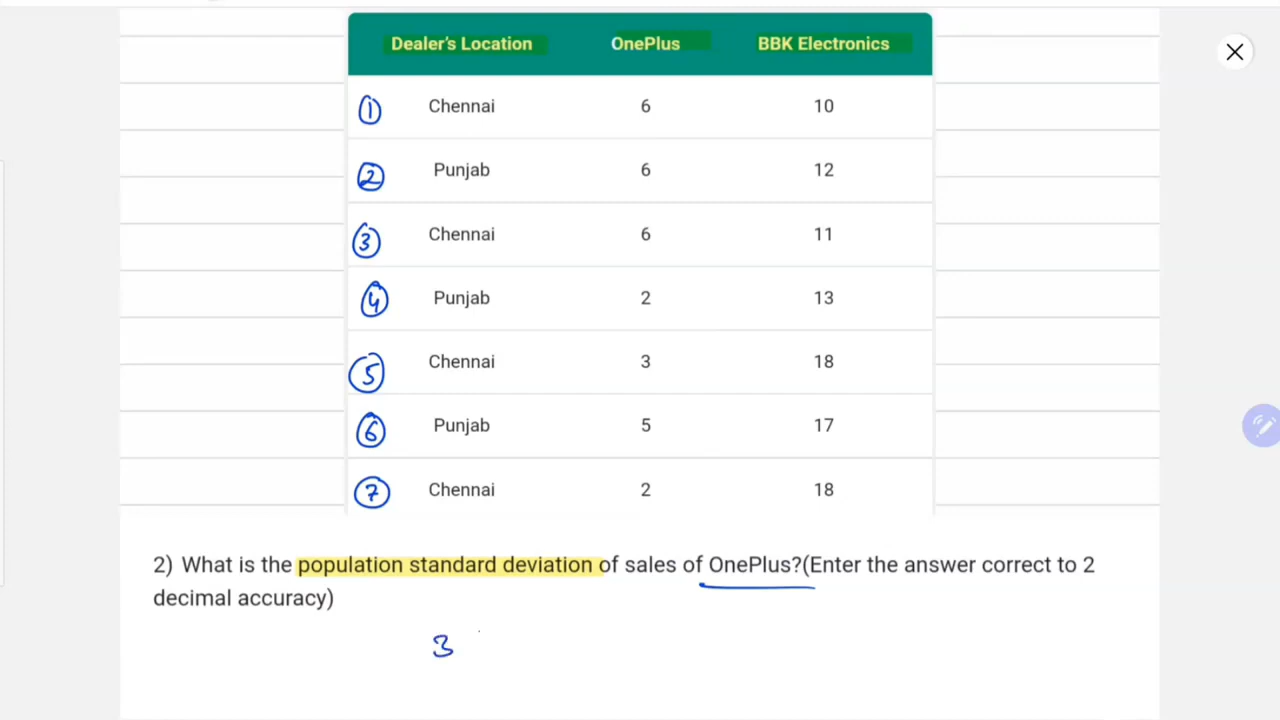 Dealer's Location OnePlus BBK Electronics
① Chennai 6 10
② Punjab 6 12
③ Chennai 6 11
④ Punjab 2 13
⑤ Chennai 3 18
⑥ Punjab 5 17
⑦ Chennai 2 18
2) What is the population standard deviation of sales of OnePlus?(Enter the answer correct to 2
decimal accuracy)
3